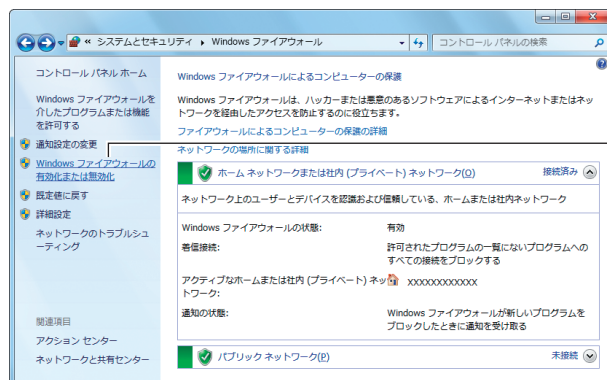 « システムとセキュリティ ▸ Windows ファイアウォール
コントロール パネルの検索
コントロール パネル ホーム
Windows ファイアウォールを
介したプログラムまたは機能
を許可する
通知設定の変更
Windows ファイアウォールの
有効化または無効化
既定値に戻す
詳細設定
ネットワークのトラブルシュ
ーティング
関連項目
アクション センター
ネットワークと共有センター
Windows ファイアウォールによるコンピューターの保護
Windows ファイアウォールは、ハッカーまたは悪意のあるソフトウェアによるインターネットまたはネッ
トワークを経由したアクセスを防止するのに役立ちます。
ファイアウォールによるコンピューターの保護の詳細
ネットワークの場所に関する詳細
ホーム ネットワークまたは社内 (プライベート) ネットワーク(O) 接続済み
ネットワーク上のユーザーとデバイスを認識および信頼している、ホームまたは社内ネットワーク
Windows ファイアウォールの状態: 有効
着信接続: 許可されたプログラムの一覧にないプログラムへの
すべての接続をブロックする
アクティブなホームまたは社内 (プライベート) ネッ XXXXXXXXXXXX
トワーク:
通知の状態: Windows ファイアウォールが新しいプログラムを
ブロックしたときに通知を受け取る
パブリック ネットワーク(P) 未接続